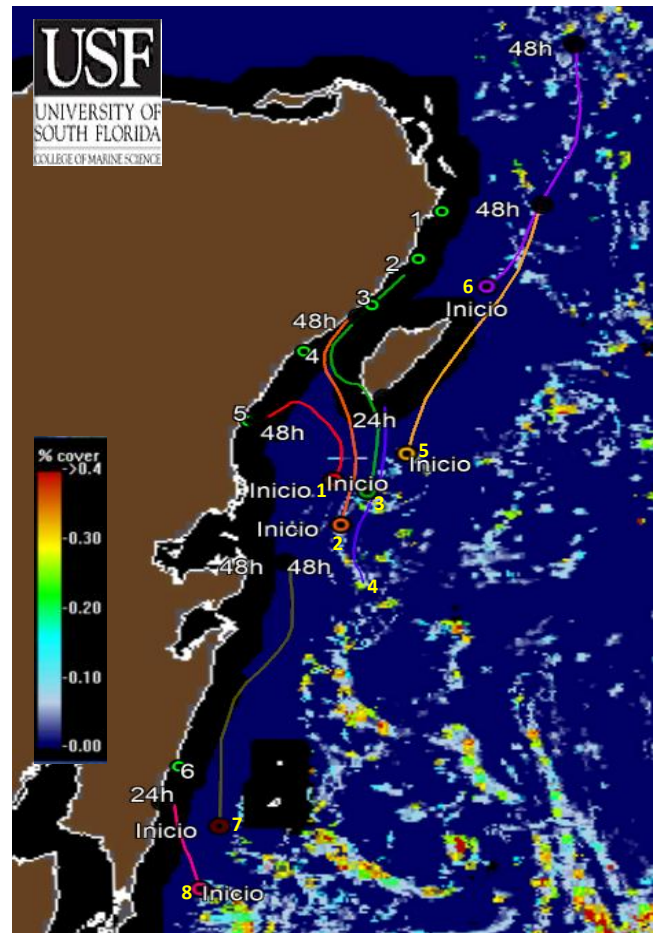 USF
UNIVERSITY OF
SOUTH FLORIDA
COLLEGE OF MARINE SCIENCE
48h
1
48h
2
6
Inicio
3
48h
4
5
24h
48h
5
Inicio
% cover
->0.4
-0.30
-0.20
-0.10
-0.00
Inicio
1
Inicio
3
Inicio
2
48h
48h
4
6
24h
Inicio
7
8
Inicio